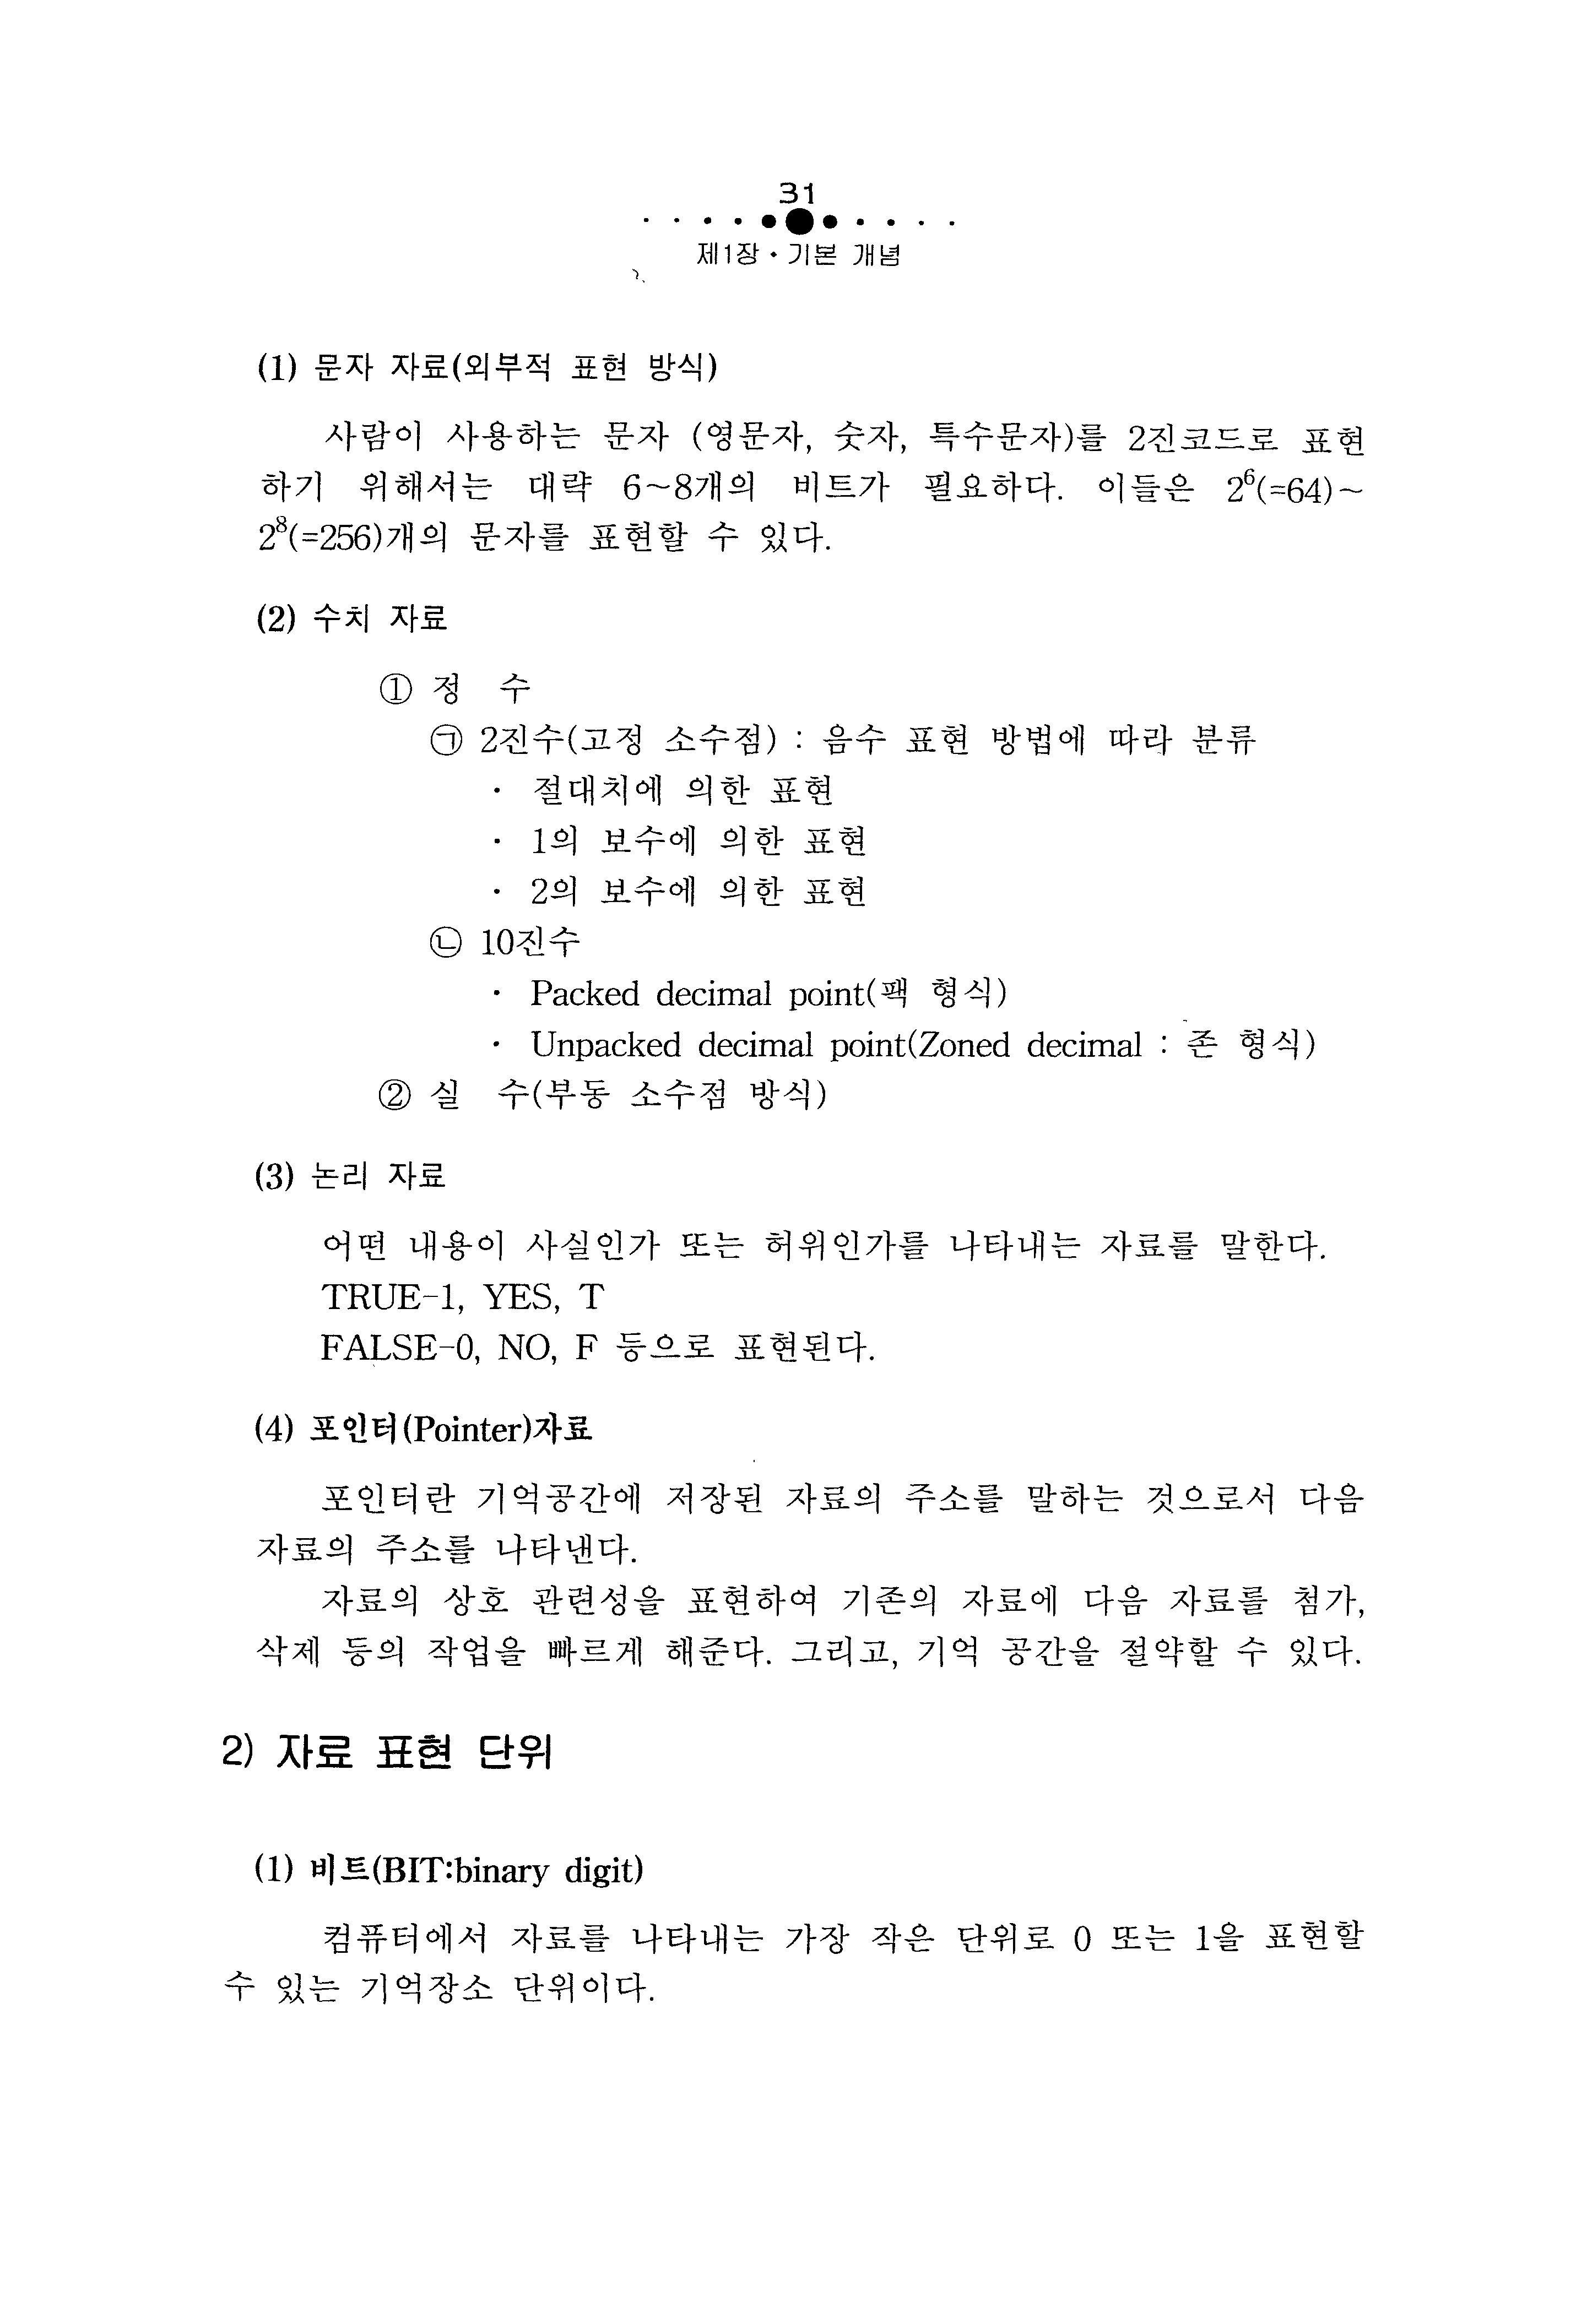 31
제1장 • 기본 개념
(1) 문자 자료(외부적 표현 방식)
사람이 사용하는 문자 (영문자, 숫자, 특수문자)를 2진코드로 표현
하기 위해서는 대략 6~8개의 비트가 필요하다. 이들은 2⁶(=64)~
2⁸(=256)개의 문자를 표현할 수 있다.
(2) 수치 자료
① 정 수
㉠ 2진수(고정 소수점) : 음수 표현 방법에 따라 분류
· 절대치에 의한 표현
· 1의 보수에 의한 표현
· 2의 보수에 의한 표현
㉡ 10진수
· Packed decimal point(팩 형식)
· Unpacked decimal point(Zoned decimal : 존 형식)
② 실 수(부동 소수점 방식)
(3) 논리 자료
어떤 내용이 사실인가 또는 허위인가를 나타내는 자료를 말한다.
TRUE-1, YES, T
FALSE-0, NO, F 등으로 표현된다.
(4) 포인터(Pointer)자료
포인터란 기억공간에 저장된 자료의 주소를 말하는 것으로서 다음
자료의 주소를 나타낸다.
자료의 상호 관련성을 표현하여 기존의 자료에 다음 자료를 첨가,
삭제 등의 작업을 빠르게 해준다. 그리고, 기억 공간을 절약할 수 있다.
2) 자료 표현 단위
(1) 비트(BIT:binary digit)
컴퓨터에서 자료를 나타내는 가장 작은 단위로 0 또는 1을 표현할
수 있는 기억장소 단위이다.